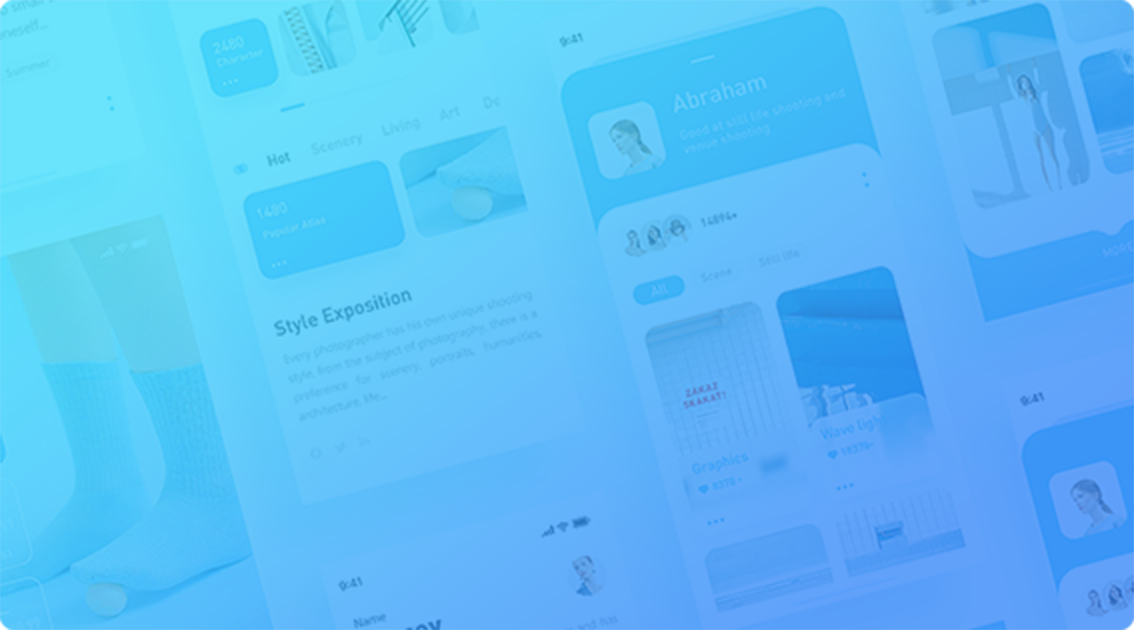 oneself...
Summer
2480
Character
Hot Scenery Living Art De
1480
Popular Atlas
Style Exposition
Every photographer has his own unique shooting
style, from the subject of photography, there is a
preference for scenery, portraits, humanities,
architecture, life...
9:41
Name
9:41
Abraham
Good at still life shooting and
venue shooting
14894+
All Scene Still life
ZAKAZ
SKAKAT!
Graphics
8378+
Wave ligh
18378+
MORE
9:41